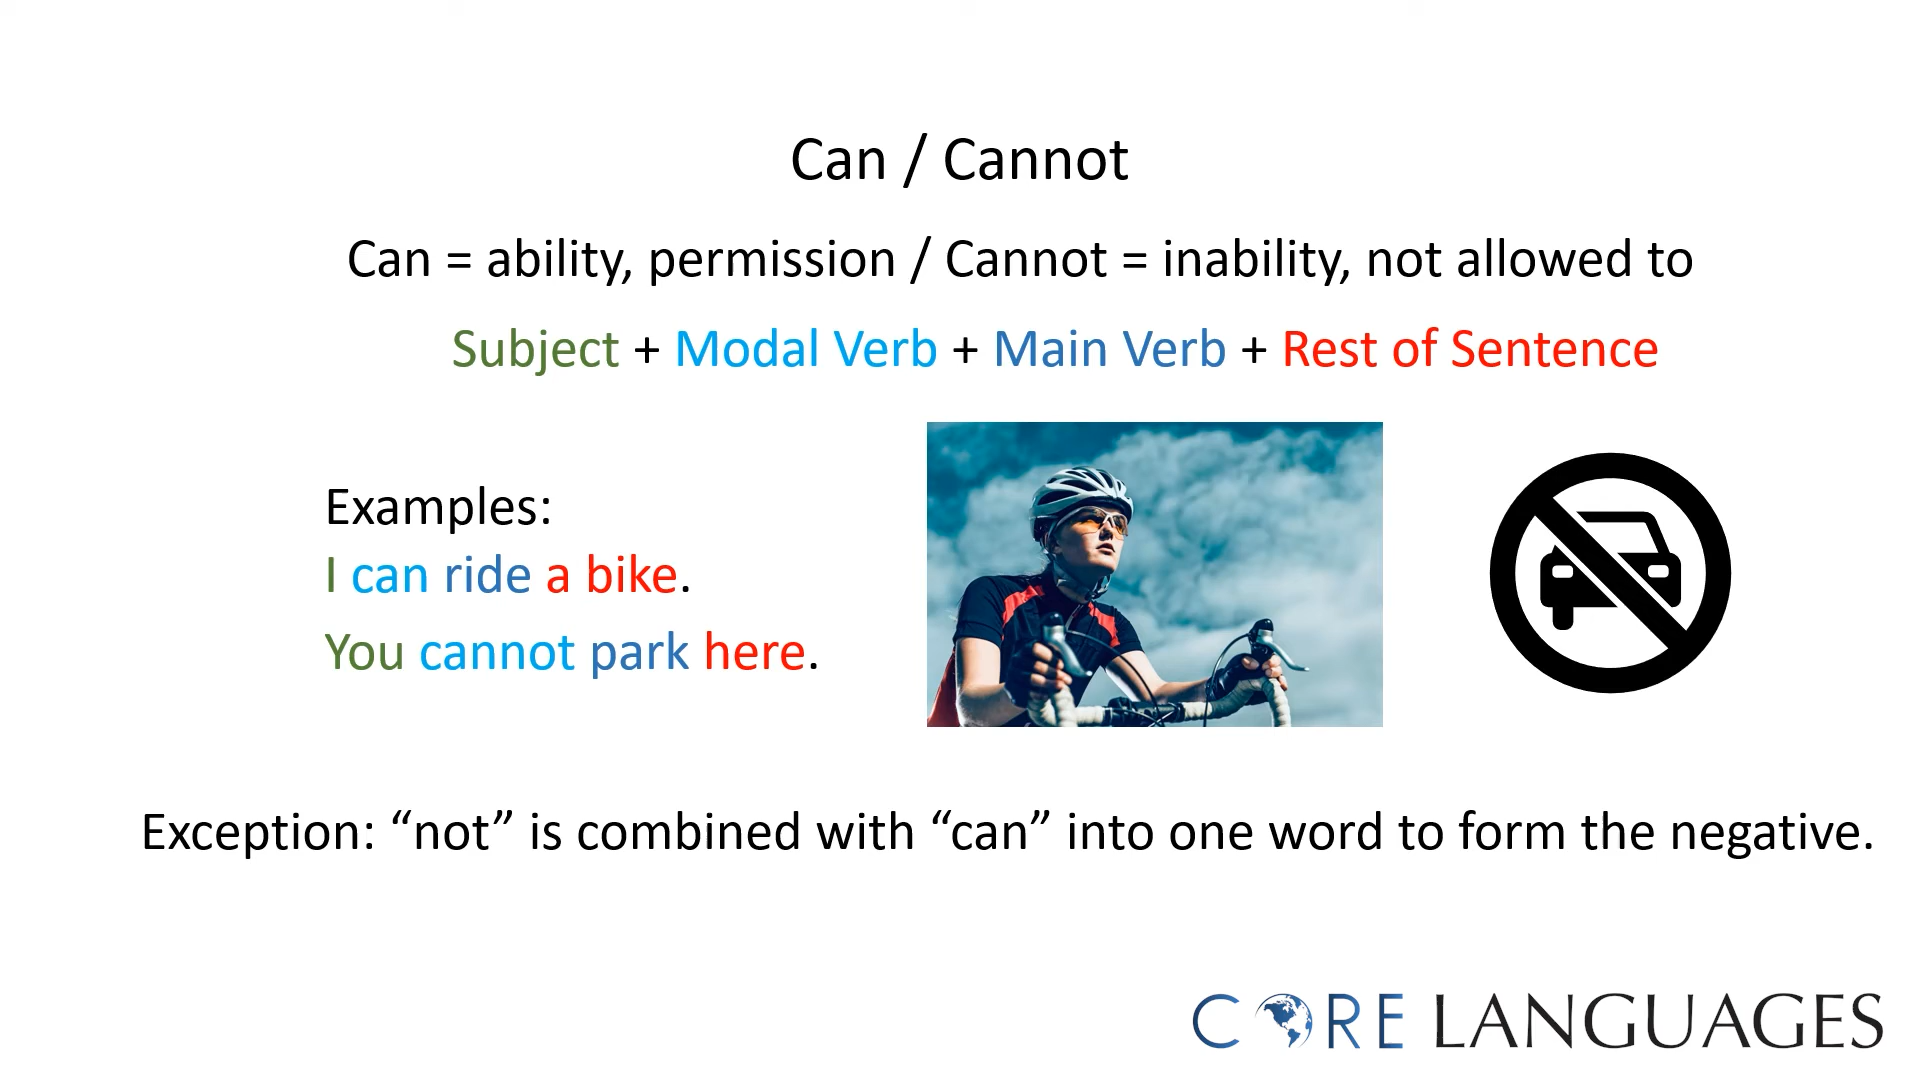 Can / Cannot
Can = ability, permission / Cannot = inability, not allowed to
Subject + Modal Verb + Main Verb + Rest of Sentence
Examples:
I can ride a bike.
You cannot park here.
Exception: “not” is combined with “can” into one word to form the negative.
CORE LANGUAGES